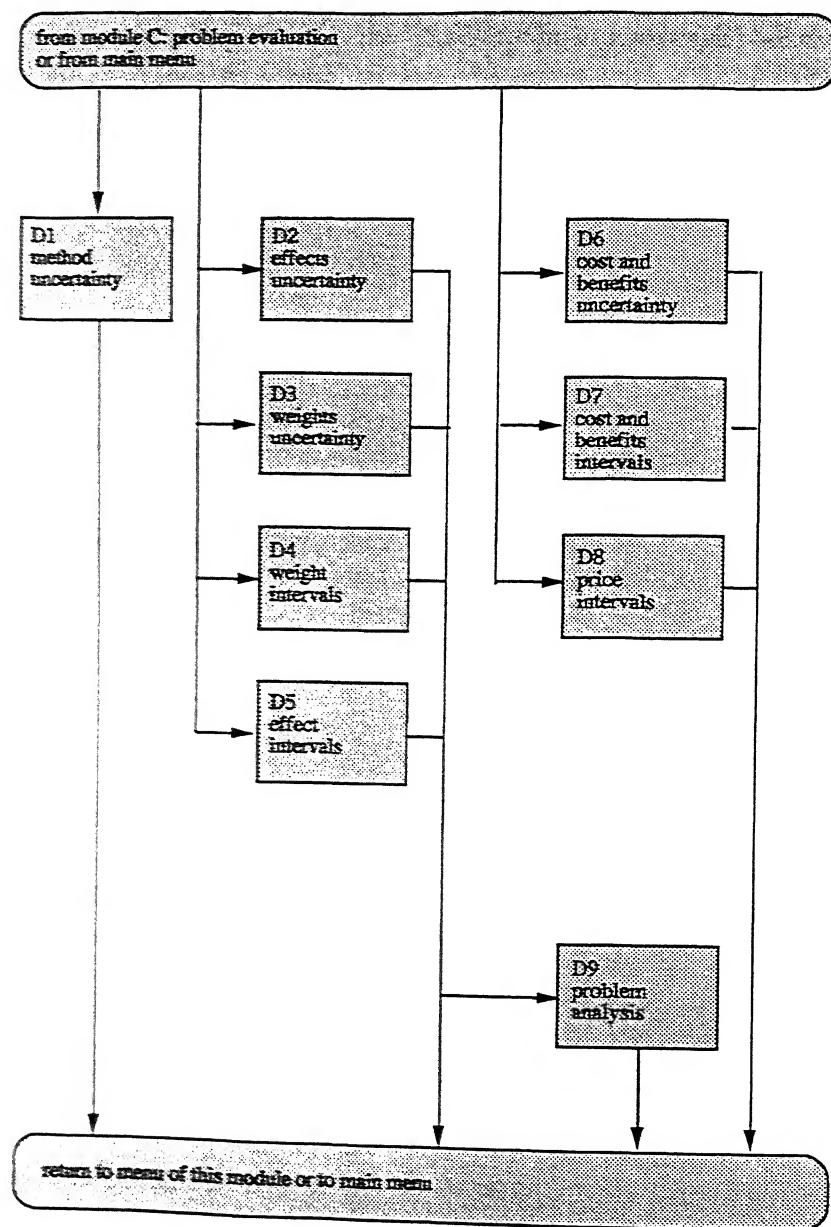 from module C: problem evaluation
or from main menu
D1
method
uncertainty
D2
effects
uncertainty
D6
cost and
benefits
uncertainty
D3
weights
uncertainty
D7
cost and
benefits
intervals
D4
weight
intervals
D8
price
intervals
D5
effect
intervals
D9
problem
analysis
return to menu of this module or to main menu